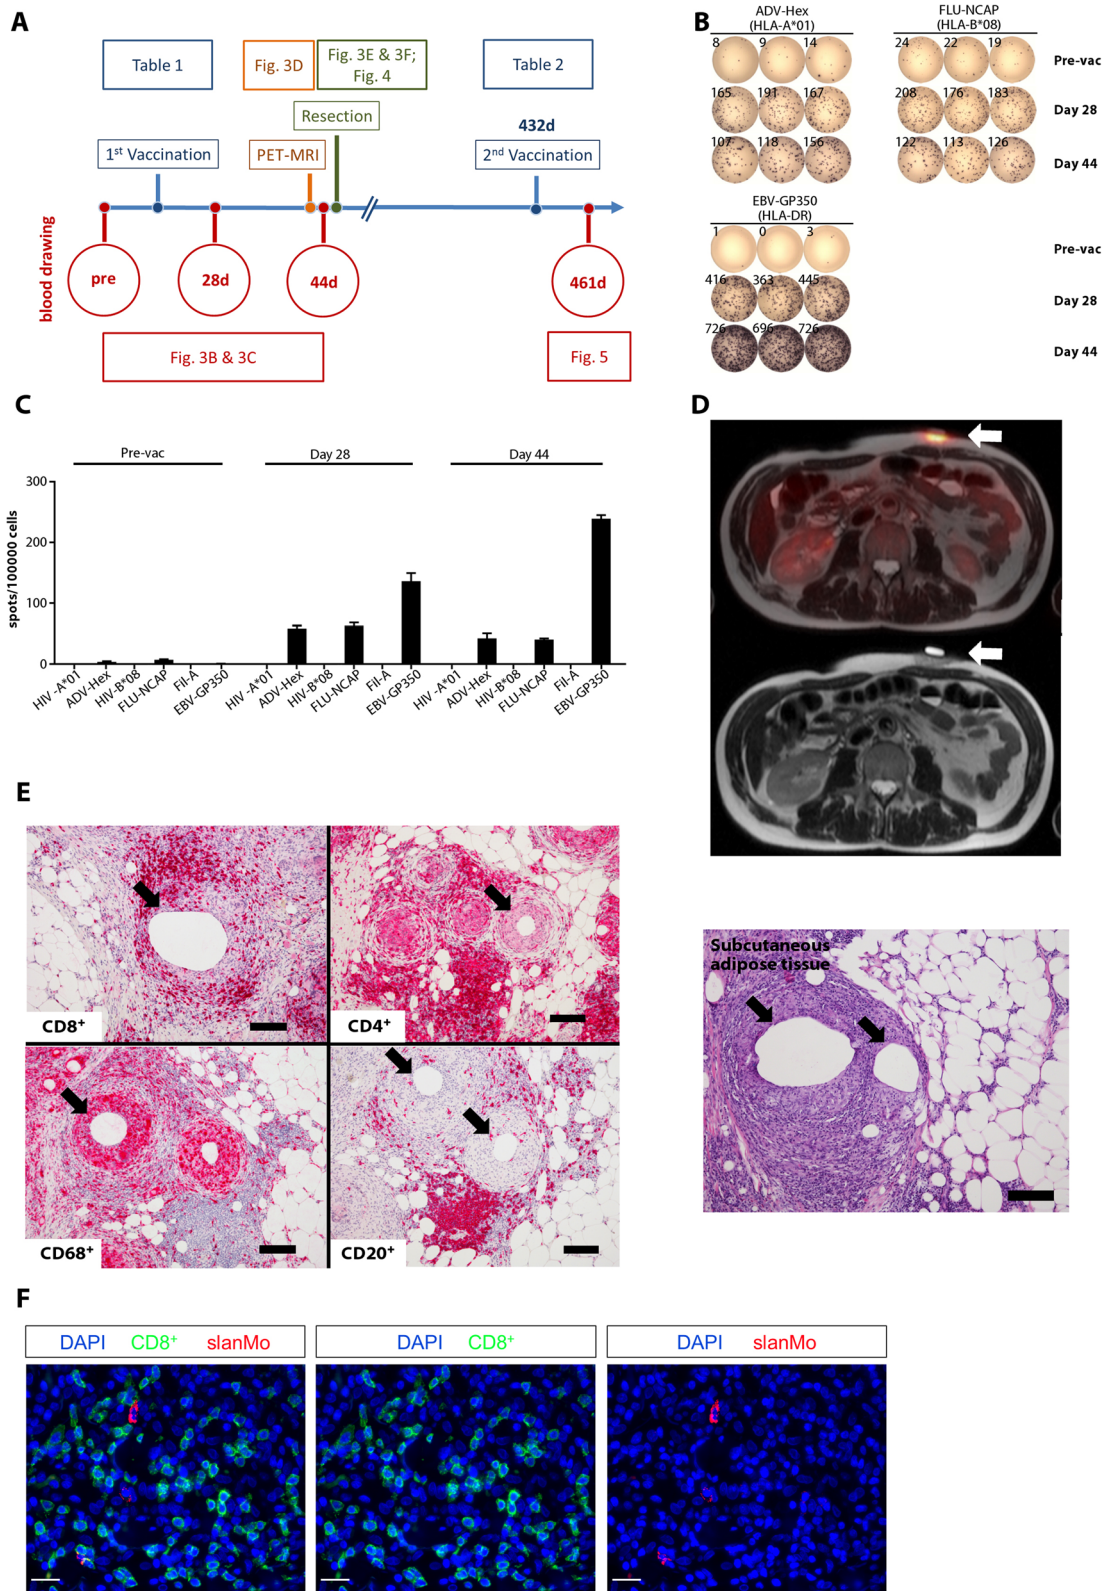 A
Table 1
Fig. 3D
Fig. 3E & 3F;
Fig. 4
Table 2
Resection
432d
1st Vaccination
PET-MRI
2nd Vaccination
blood drawing
pre
28d
44d
461d
Fig. 3B & 3C
Fig. 5
B
ADV-Hex
(HLA-A*01)
FLU-NCAP
(HLA-B*08)
8 9 14
24 22 19
Pre-vac
165 191 167
208 176 183
Day 28
107 118 156
122 113 126
Day 44
EBV-GP350
(HLA-DR)
1 0 3
Pre-vac
416 363 445
Day 28
726 696 726
Day 44
C
Pre-vac
Day 28
Day 44
spots/100000 cells
300
200
100
0
HIV -A*01
ADV-Hex
HIV-B*08
FLU-NCAP
Fil-A
EBV-GP350
HIV -A*01
ADV-Hex
HIV-B*08
FLU-NCAP
Fil-A
EBV-GP350
HIV -A*01
ADV-Hex
HIV-B*08
FLU-NCAP
Fil-A
EBV-GP350
D
E
CD8+
CD4+
CD68+
CD20+
Subcutaneous
adipose tissue
F
DAPI CD8+ slanMo
DAPI CD8+
DAPI slanMo